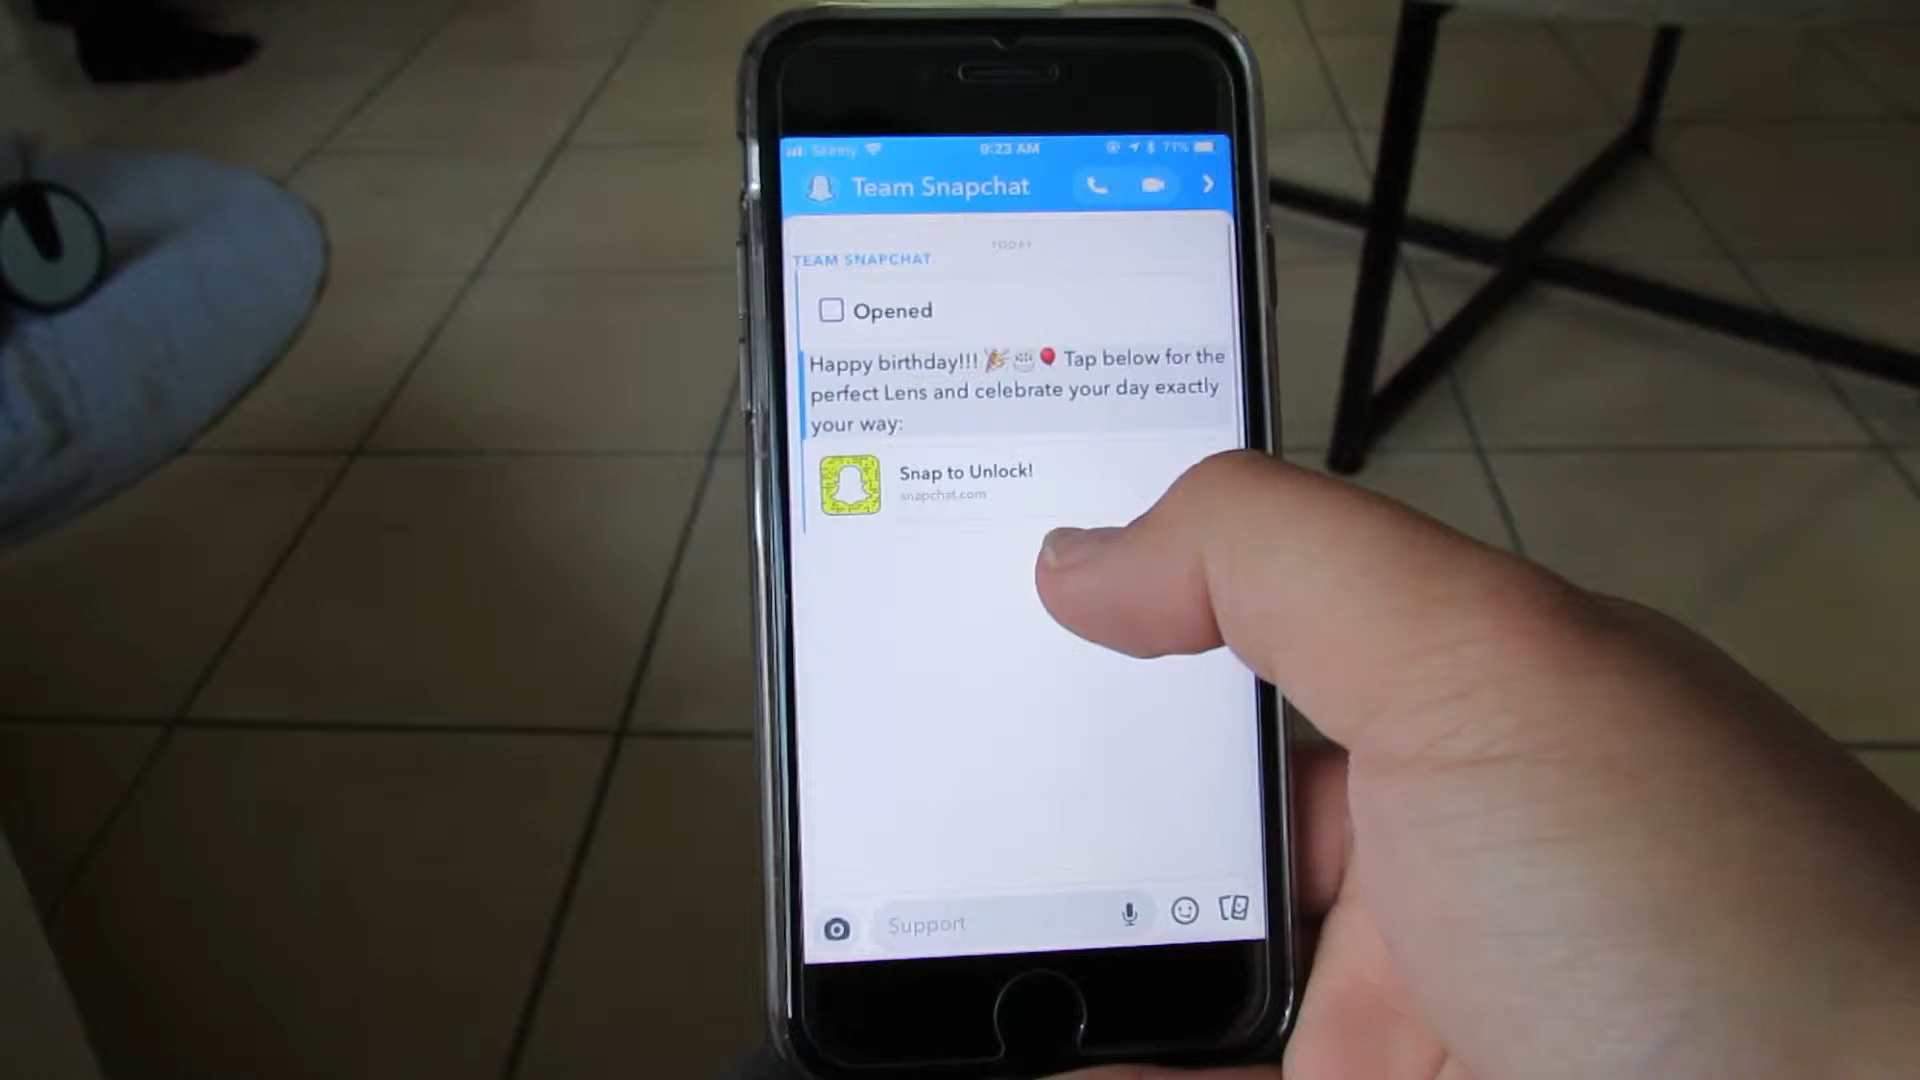 Skinny 9:23 AM 71%
Team Snapchat
TODAY
TEAM SNAPCHAT
Opened
Happy birthday!!! 🎉🎂🎈 Tap below for the
perfect Lens and celebrate your day exactly
your way:
Snap to Unlock!
snapchat.com
Support